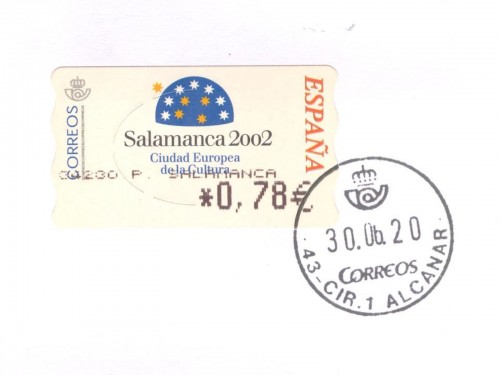 CORREOS
ESPAÑA
Salamanca 2002
Ciudad Europea
de la Cultura
P. SALAMANCA
*0,78€
30.06.20
CORREOS
43-CIR.1 ALCANAR